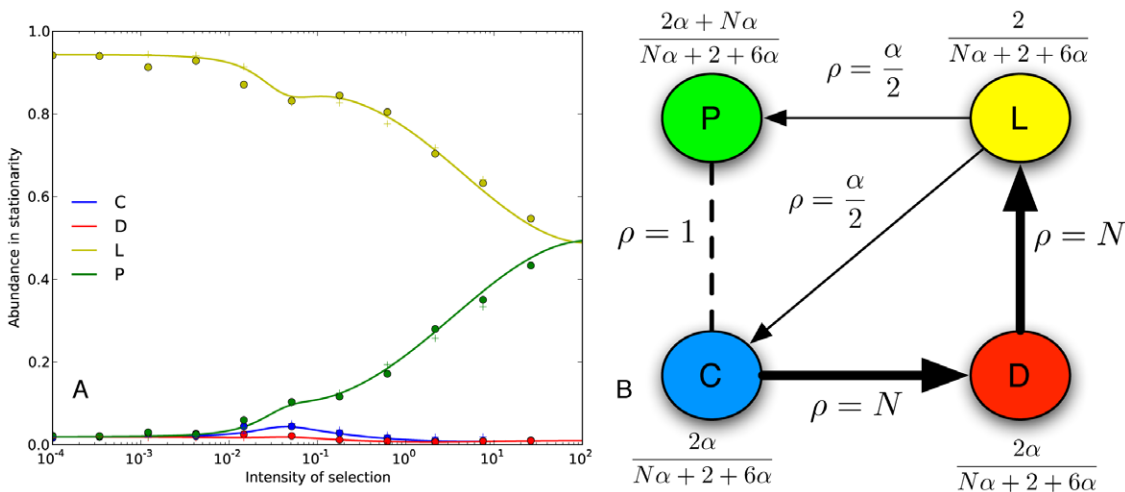 1.0
0.8
0.6
0.4
0.2
0.0
Abundance in stationarity
C
D
L
P
A
10^-4
10^-3
10^-2
10^-1
10^0
10^1
10^2
Intensity of selection
B
(2α + Nα)/(Nα + 2 + 6α)
2/(Nα + 2 + 6α)
P
ρ = α/2
L
ρ = α/2
ρ = 1
ρ = N
C
ρ = N
D
2α/(Nα + 2 + 6α)
2α/(Nα + 2 + 6α)